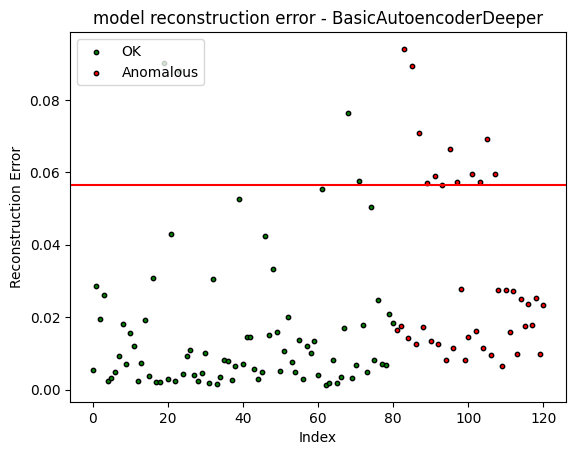 model reconstruction error - BasicAutoencoderDeeper
OK
Anomalous
Reconstruction Error
0.08
0.06
0.04
0.02
0.00
0
20
40
60
80
100
120
Index